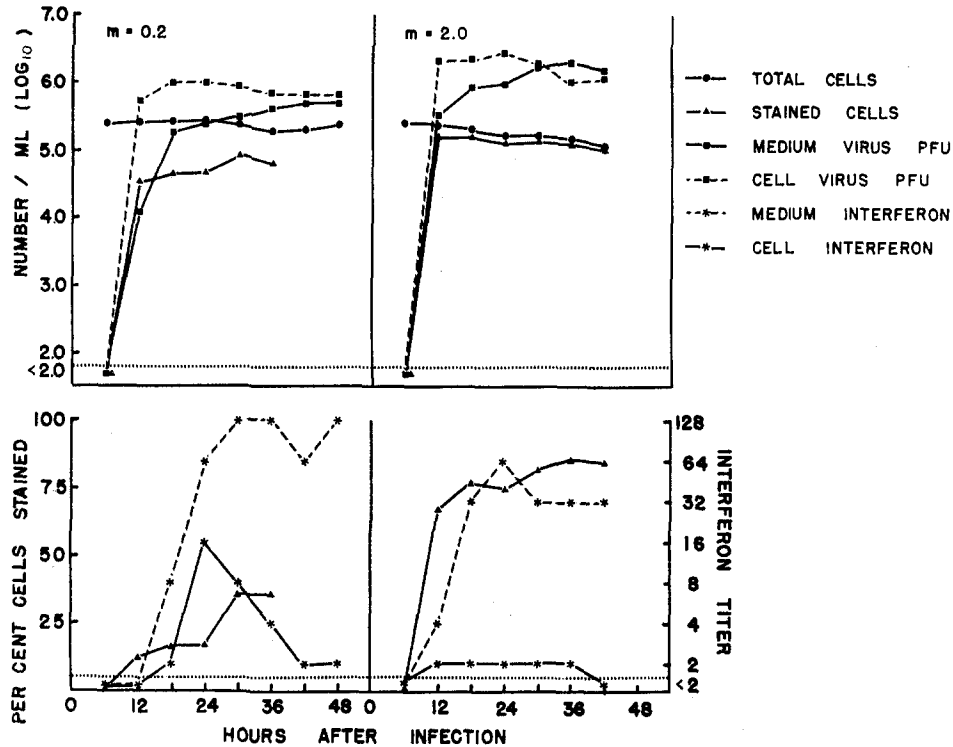 7.0
6.0
5.0
4.0
3.0
2.0
<2.0
NUMBER / ML (LOG10)
m = 0.2
m = 2.0
TOTAL CELLS
STAINED CELLS
MEDIUM VIRUS PFU
CELL VIRUS PFU
MEDIUM INTERFERON
CELL INTERFERON
100
75
50
25
PER CENT CELLS STAINED
128
64
32
16
8
4
2
<2
INTERFERON TITER
0 12 24 36 48 0 12 24 36 48
HOURS AFTER INFECTION